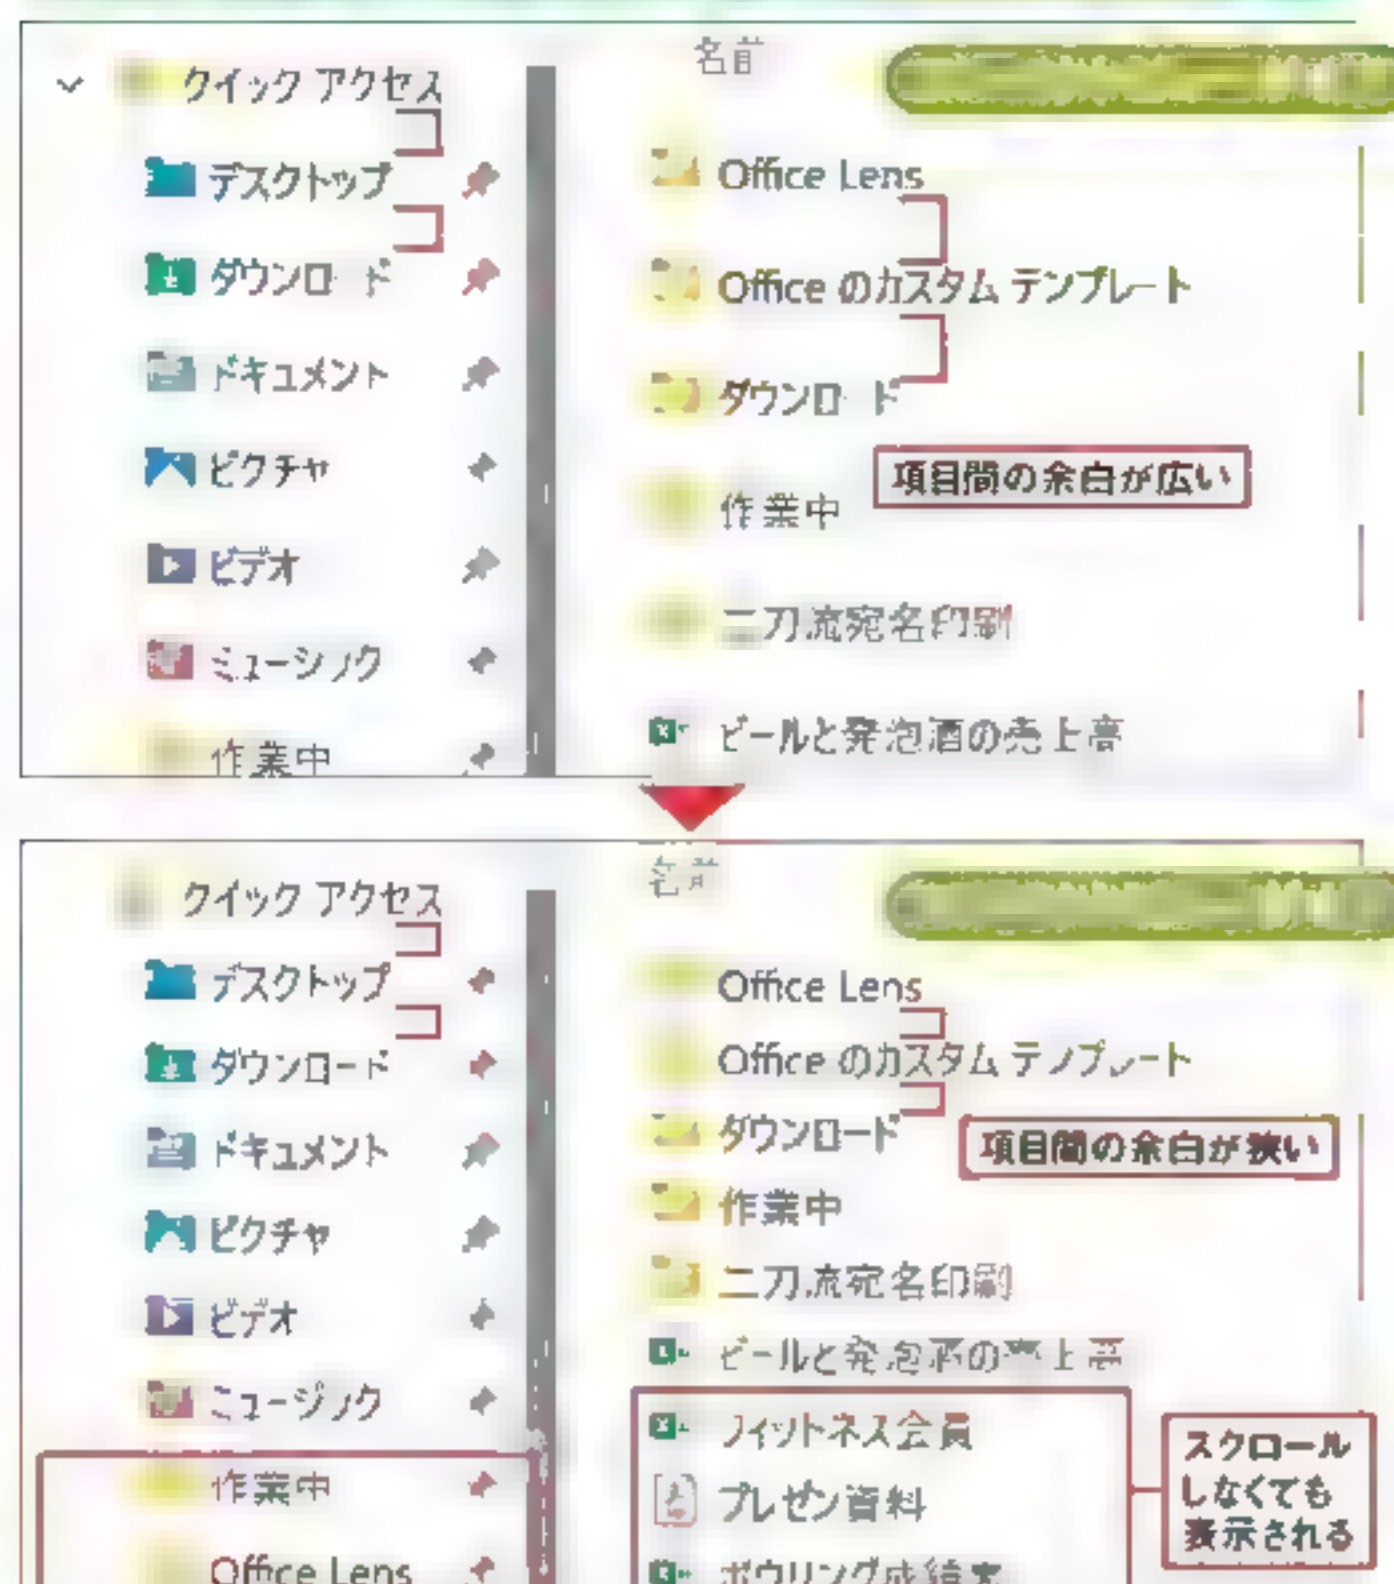 名前
クイック アクセス
デスクトップ
ダウンロード
ドキュメント
ピクチャ
ビデオ
ミュージック
作業中
Office Lens
Office のカスタム テンプレート
ダウンロード
作業中
二刀流宛名印刷
ビールと発泡酒の売上高
項目間の余白が広い
名前
クイック アクセス
デスクトップ
ダウンロード
ドキュメント
ピクチャ
ビデオ
ミュージック
作業中
Office Lens
Office Lens
Office のカスタム テンプレート
ダウンロード
作業中
二刀流宛名印刷
ビールと発泡酒の売上高
フィットネス会員
プレゼン資料
ボウリング成績表
項目間の余白が狭い
スクロール
しなくても
表示される